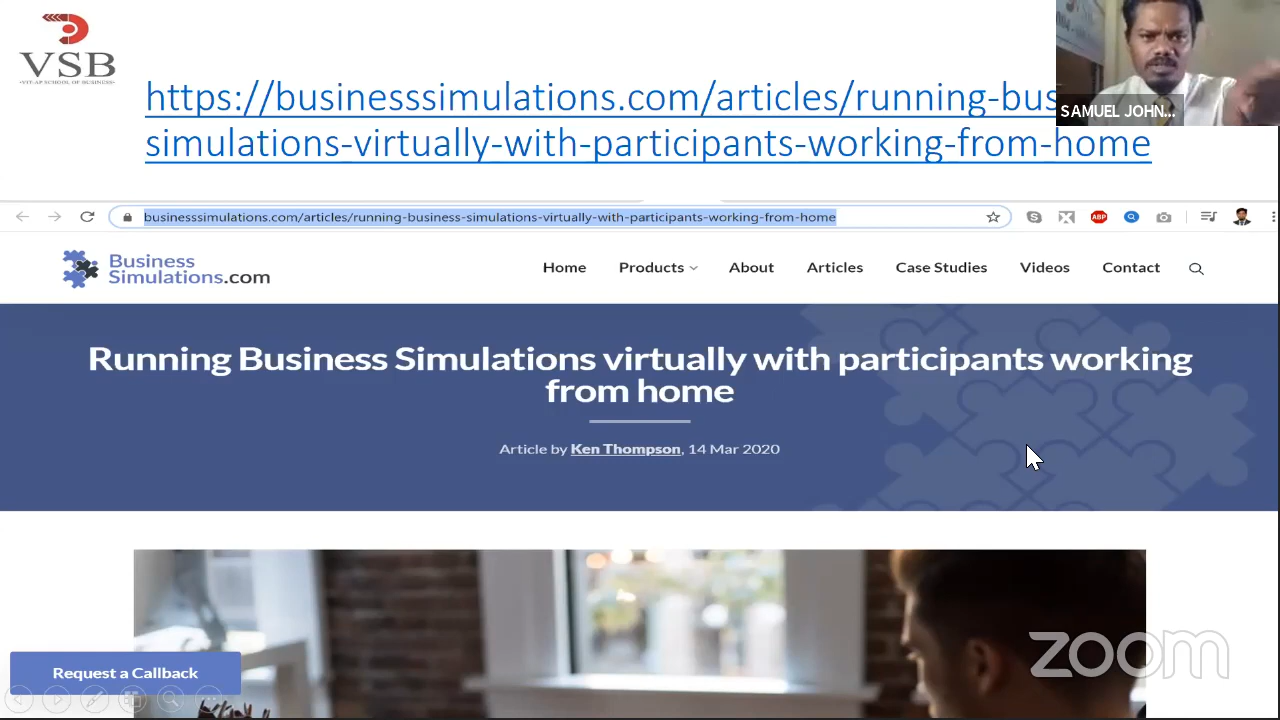 VSB
VIT-AP SCHOOL OF BUSINESS
https://businesssimulations.com/articles/running-bus
simulations-virtually-with-participants-working-from-home
SAMUEL JOHN...
businesssimulations.com/articles/running-business-simulations-virtually-with-participants-working-from-home
ABP
Business
Simulations.com
Home Products About Articles Case Studies Videos Contact
Running Business Simulations virtually with participants working
from home
Article by Ken Thompson, 14 Mar 2020
Request a Callback
zoom